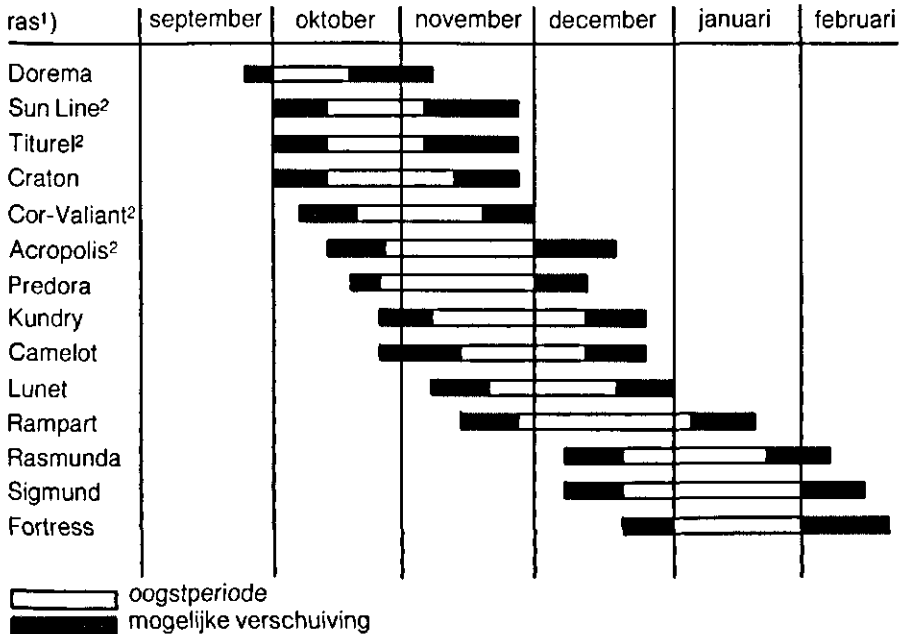 ras¹) september oktober november december januari februari
Dorema
Sun Line²
Titurel²
Craton
Cor-Valiant²
Acropolis²
Predora
Kundry
Camelot
Lunet
Rampart
Rasmunda
Sigmund
Fortress
oogstperiode
mogelijke verschuiving